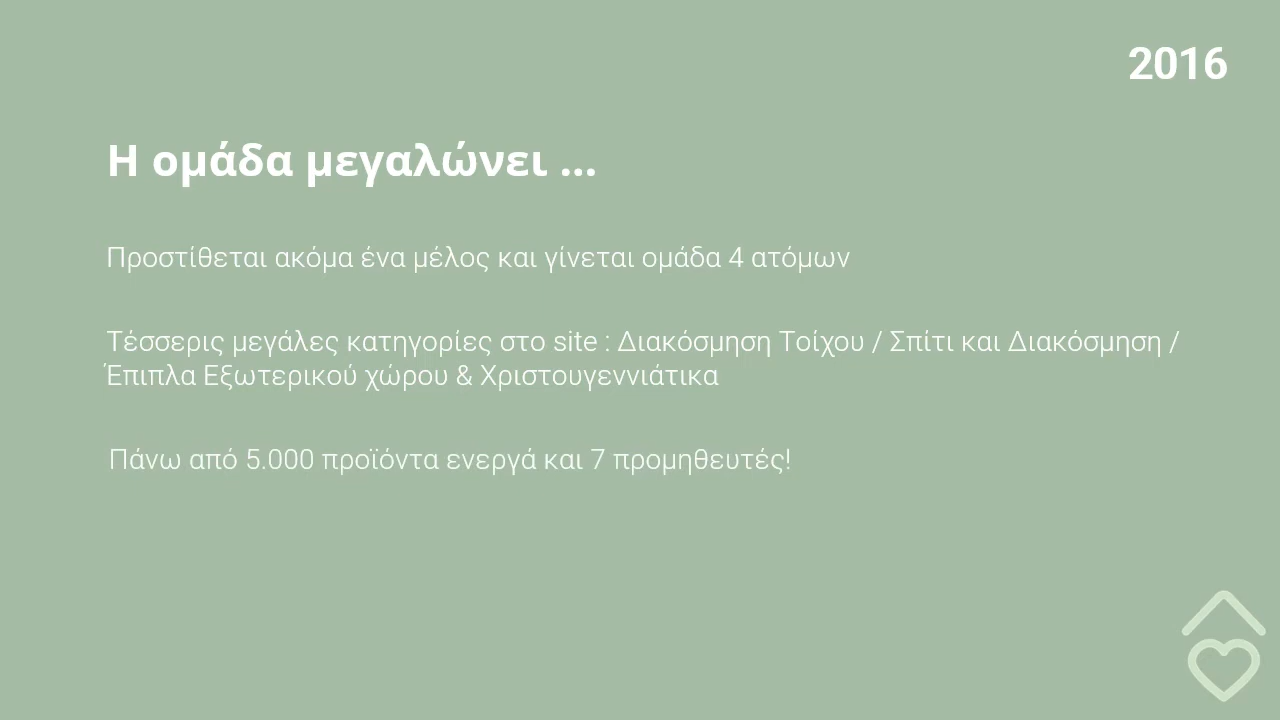 2016
Η ομάδα μεγαλώνει ...
Προστίθεται ακόμα ένα μέλος και γίνεται ομάδα 4 ατόμων
Τέσσερις μεγάλες κατηγορίες στο site : Διακόσμηση Τοίχου / Σπίτι και Διακόσμηση /
Έπιπλα Εξωτερικού χώρου & Χριστουγεννιάτικα
Πάνω από 5.000 προϊόντα ενεργά και 7 προμηθευτές!